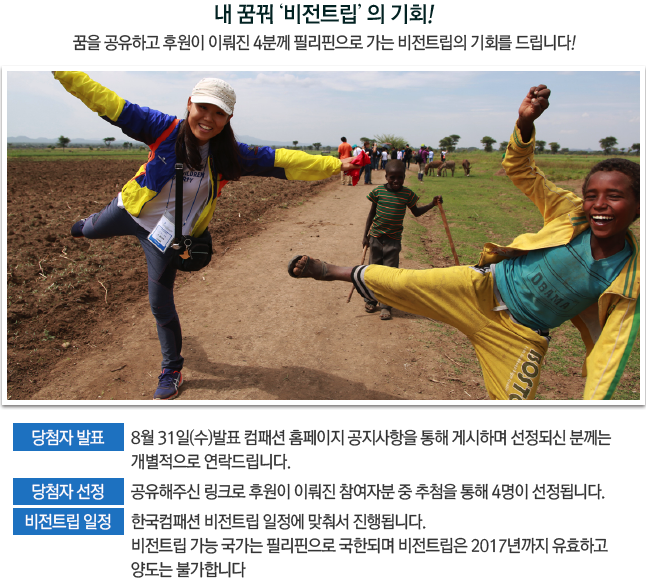 내 꿈꿔 ‘비전트립’ 의 기회!
꿈을 공유하고 후원이 이뤄진 4분께 필리핀으로 가는 비전트립의 기회를 드립니다!
OBAMA
BOSTO
당첨자 발표
8월 31일(수)발표 컴패션 홈페이지 공지사항을 통해 게시하며 선정되신 분께는
개별적으로 연락드립니다.
당첨자 선정
공유해주신 링크로 후원이 이뤄진 참여자분 중 추첨을 통해 4명이 선정됩니다.
비전트립 일정
한국컴패션 비전트립 일정에 맞춰서 진행됩니다.
비전트립 가능 국가는 필리핀으로 국한되며 비전트립은 2017년까지 유효하고
양도는 불가합니다